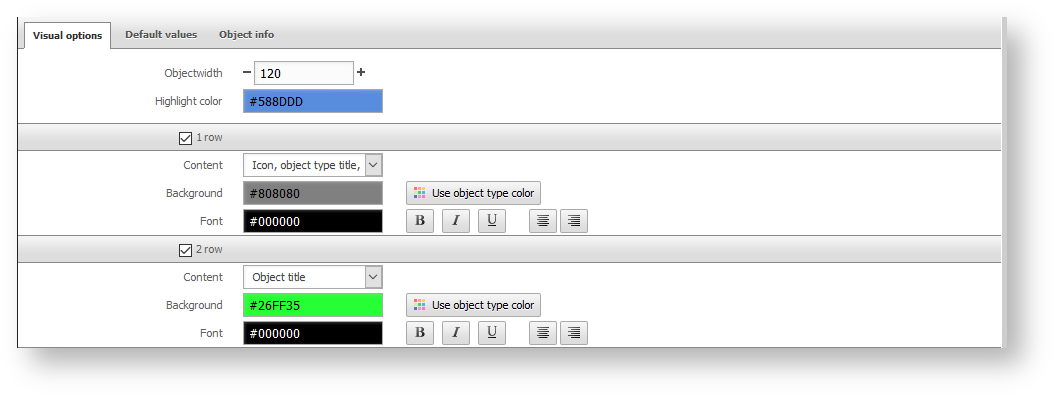 Visual options Default values Object info
Objectwidth 120
Highlight color #588DDD
1 row
Content Icon, object type title,
Background #808080 Use object type color
Font #000000 B I U
2 row
Content Object title
Background #26FF35 Use object type color
Font #000000 B I U